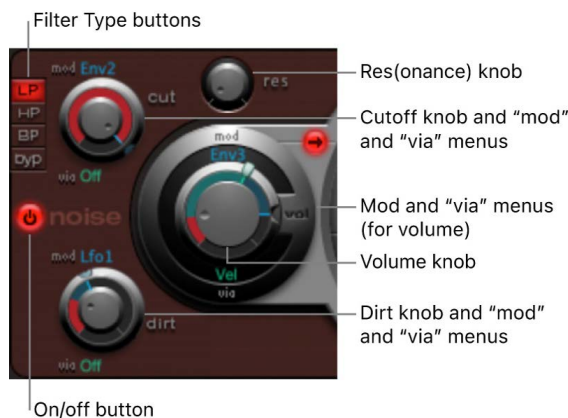 Filter Type buttons
mod Env2
res
Res(onance) knob
LP
cut
HP
Cutoff knob and “mod”
and “via” menus
BP
mod
byp
Env3
via Off
noise
vol
Mod and “via” menus
(for volume)
mod Lfo1
Volume knob
Vel
via
dirt
Dirt knob and “mod”
and “via” menus
via Off
On/off button